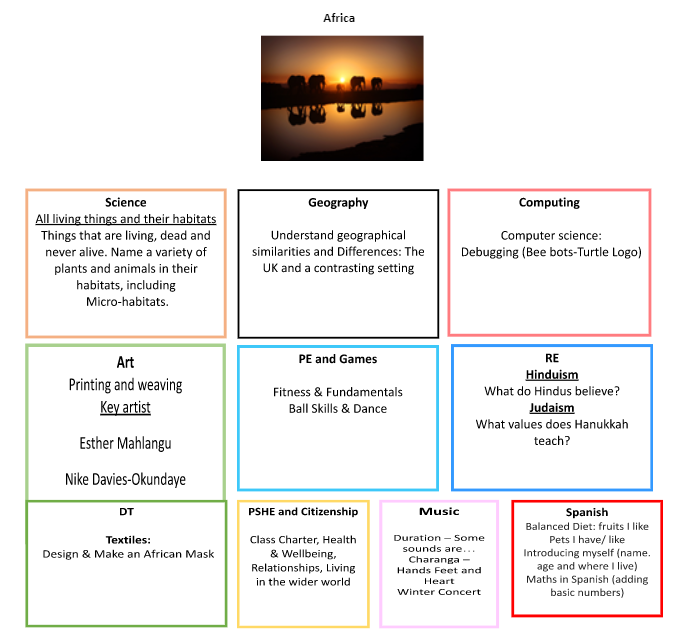 Africa
Science
All living things and their habitats
Things that are living, dead and
never alive. Name a variety of
plants and animals in their
habitats, including
Micro-habitats.
Geography
Understand geographical
similarities and Differences: The
UK and a contrasting setting
Computing
Computer science:
Debugging (Bee bots-Turtle Logo)
Art
Printing and weaving
Key artist
Esther Mahlangu
Nike Davies-Okundaye
PE and Games
Fitness & Fundamentals
Ball Skills & Dance
RE
Hinduism
What do Hindus believe?
Judaism
What values does Hanukkah
teach?
DT
Textiles:
Design & Make an African Mask
PSHE and Citizenship
Class Charter, Health
& Wellbeing,
Relationships, Living
in the wider world
Music
Duration – Some
sounds are...
Charanga –
Hands Feet and
Heart
Winter Concert
Spanish
Balanced Diet: fruits I like
Pets I have/ like
Introducing myself (name.
age and where I live)
Maths in Spanish (adding
basic numbers)